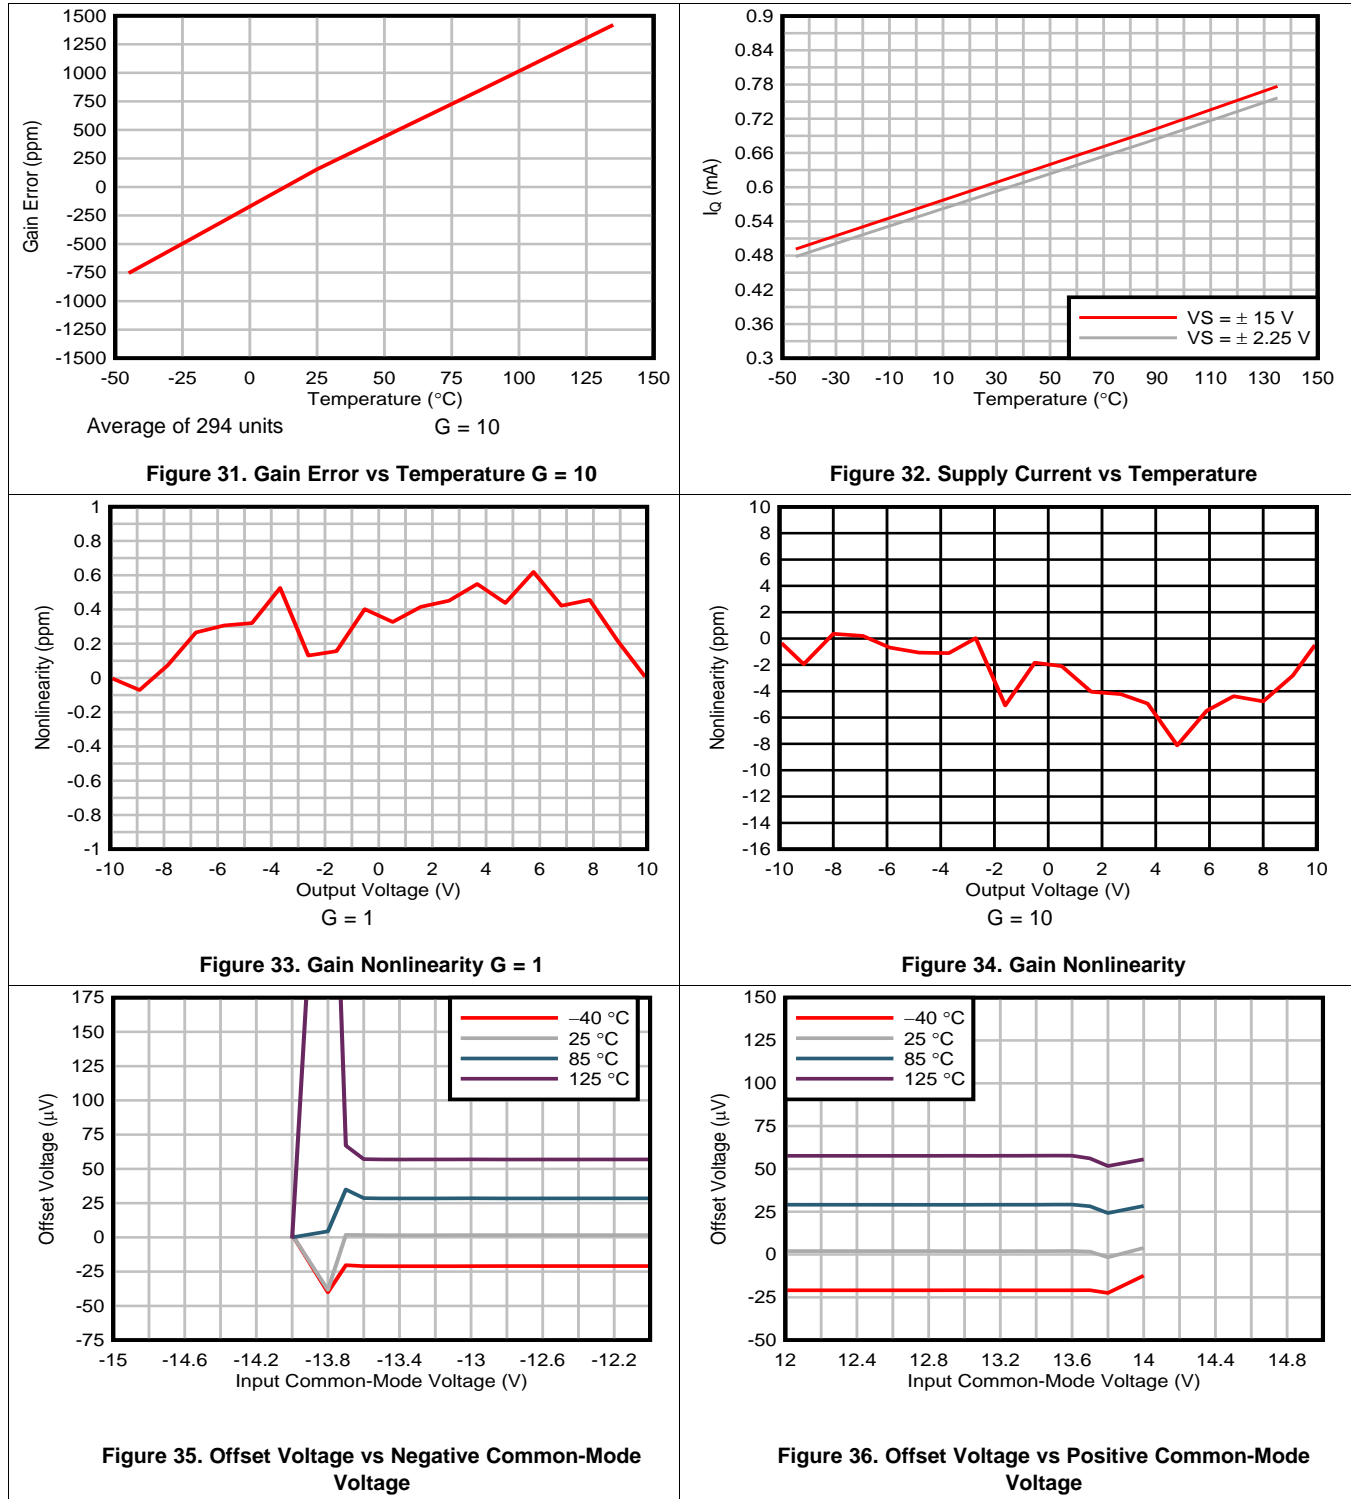 1500
1250
1000
750
500
250
0
-250
-500
-750
-1000
-1250
-1500
Gain Error (ppm)
-50 -25 0 25 50 75 100 125 150
Temperature (°C)
Average of 294 units G = 10
Figure 31. Gain Error vs Temperature G = 10
0.9
0.84
0.78
0.72
0.66
0.6
0.54
0.48
0.42
0.36
0.3
IQ (mA)
VS = ± 15 V
VS = ± 2.25 V
-50 -30 -10 10 30 50 70 90 110 130 150
Temperature (°C)
Figure 32. Supply Current vs Temperature
1
0.8
0.6
0.4
0.2
0
-0.2
-0.4
-0.6
-0.8
-1
Nonlinearity (ppm)
-10 -8 -6 -4 -2 0 2 4 6 8 10
Output Voltage (V)
G = 1
Figure 33. Gain Nonlinearity G = 1
10
8
6
4
2
0
-2
-4
-6
-8
-10
-12
-14
-16
Nonlinearity (ppm)
-10 -8 -6 -4 -2 0 2 4 6 8 10
Output Voltage (V)
G = 10
Figure 34. Gain Nonlinearity
175
150
125
100
75
50
25
0
-25
-50
-75
Offset Voltage (μV)
–40 °C
25 °C
85 °C
125 °C
-15 -14.6 -14.2 -13.8 -13.4 -13 -12.6 -12.2
Input Common-Mode Voltage (V)
Figure 35. Offset Voltage vs Negative Common-Mode
Voltage
150
125
100
75
50
25
0
-25
-50
Offset Voltage (μV)
–40 °C
25 °C
85 °C
125 °C
12 12.4 12.8 13.2 13.6 14 14.4 14.8
Input Common-Mode Voltage (V)
Figure 36. Offset Voltage vs Positive Common-Mode
Voltage